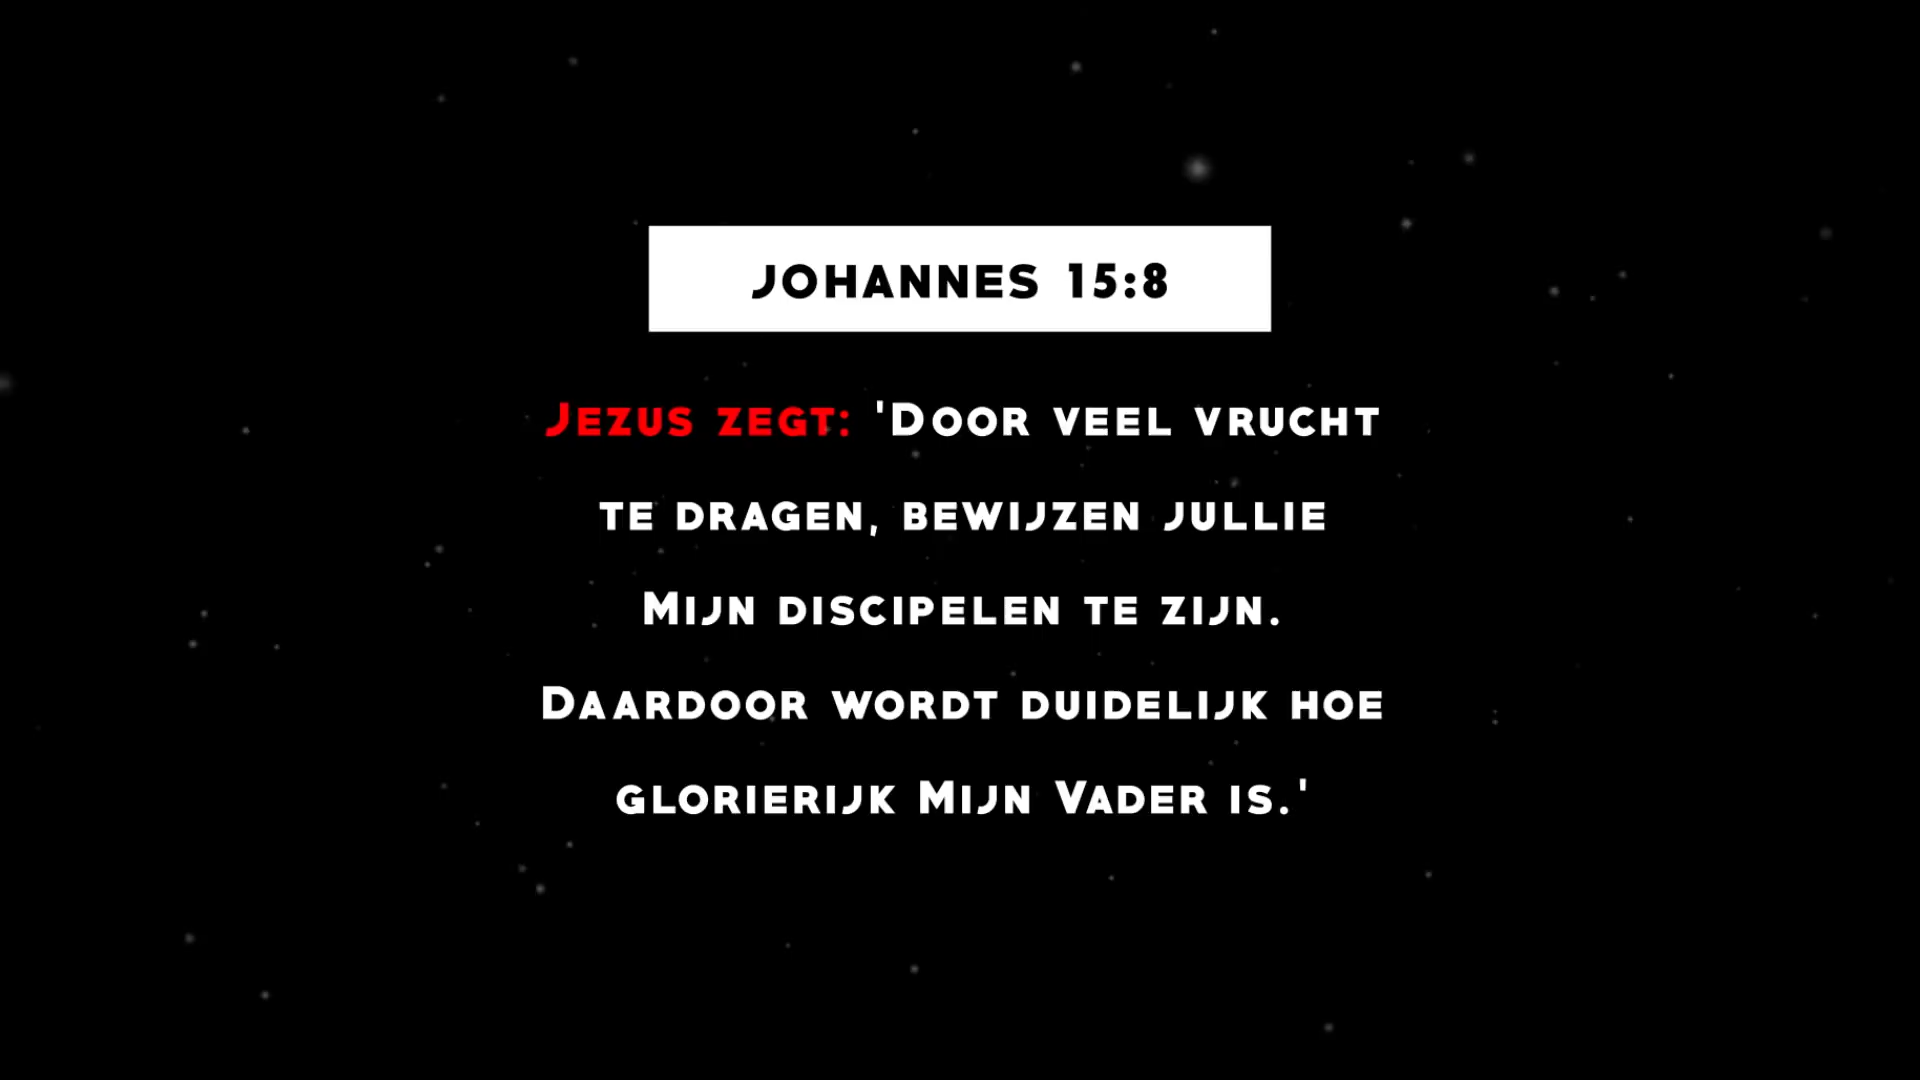 JOHANNES 15:8
Jezus zegt: 'Door veel vrucht
te dragen, bewijzen jullie
Mijn discipelen te zijn.
Daardoor wordt duidelijk hoe
glorierijk Mijn Vader is.'